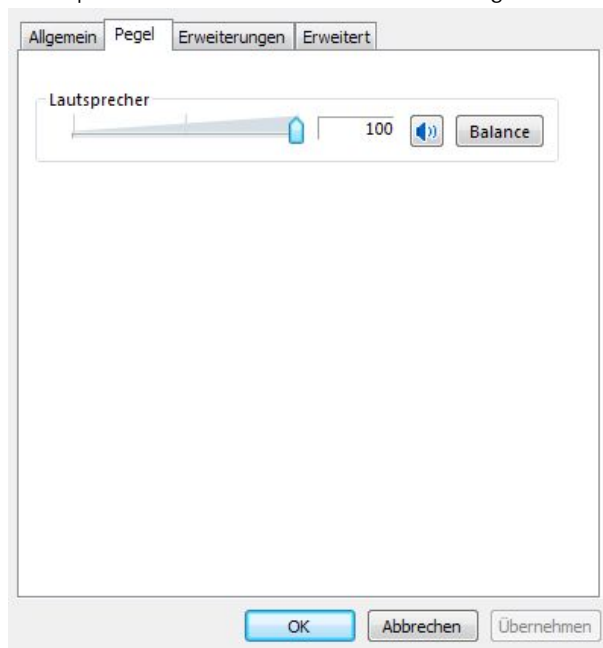 Allgemein Pegel Erweiterungen Erweitert
Lautsprecher
100 Balance
OK Abbrechen Übernehmen